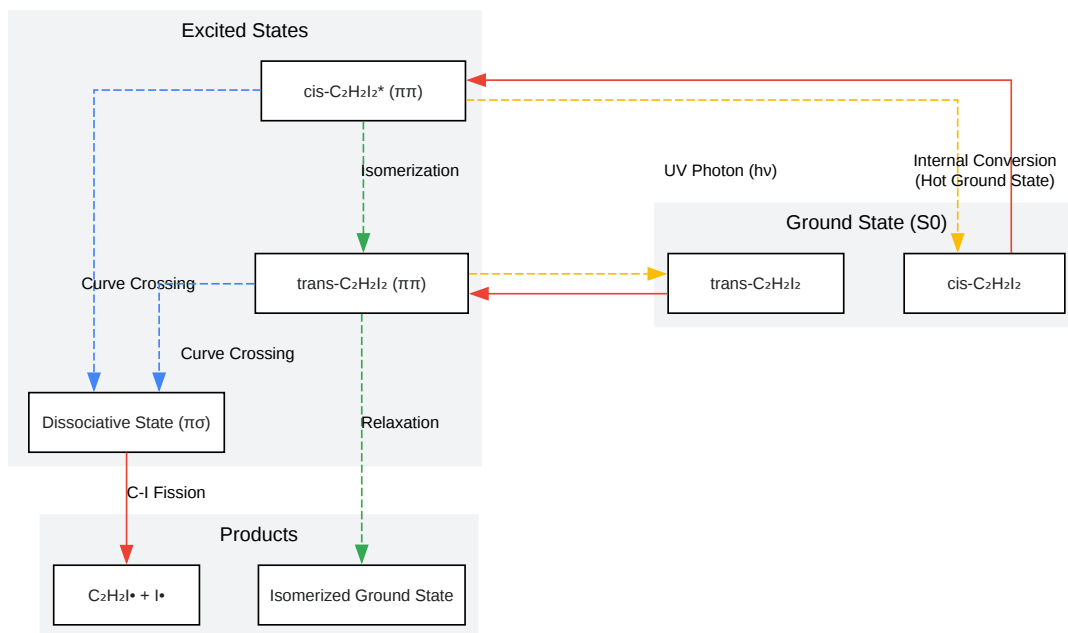 Excited States
cis-C₂H₂I₂* (ππ)
Isomerization
UV Photon (hν)
Internal Conversion
(Hot Ground State)
Ground State (S0)
trans-C₂H₂I₂ (ππ)
trans-C₂H₂I₂
cis-C₂H₂I₂
Curve Crossing
Curve Crossing
Dissociative State (πσ)
Relaxation
C-I Fission
Products
C₂H₂I• + I•
Isomerized Ground State